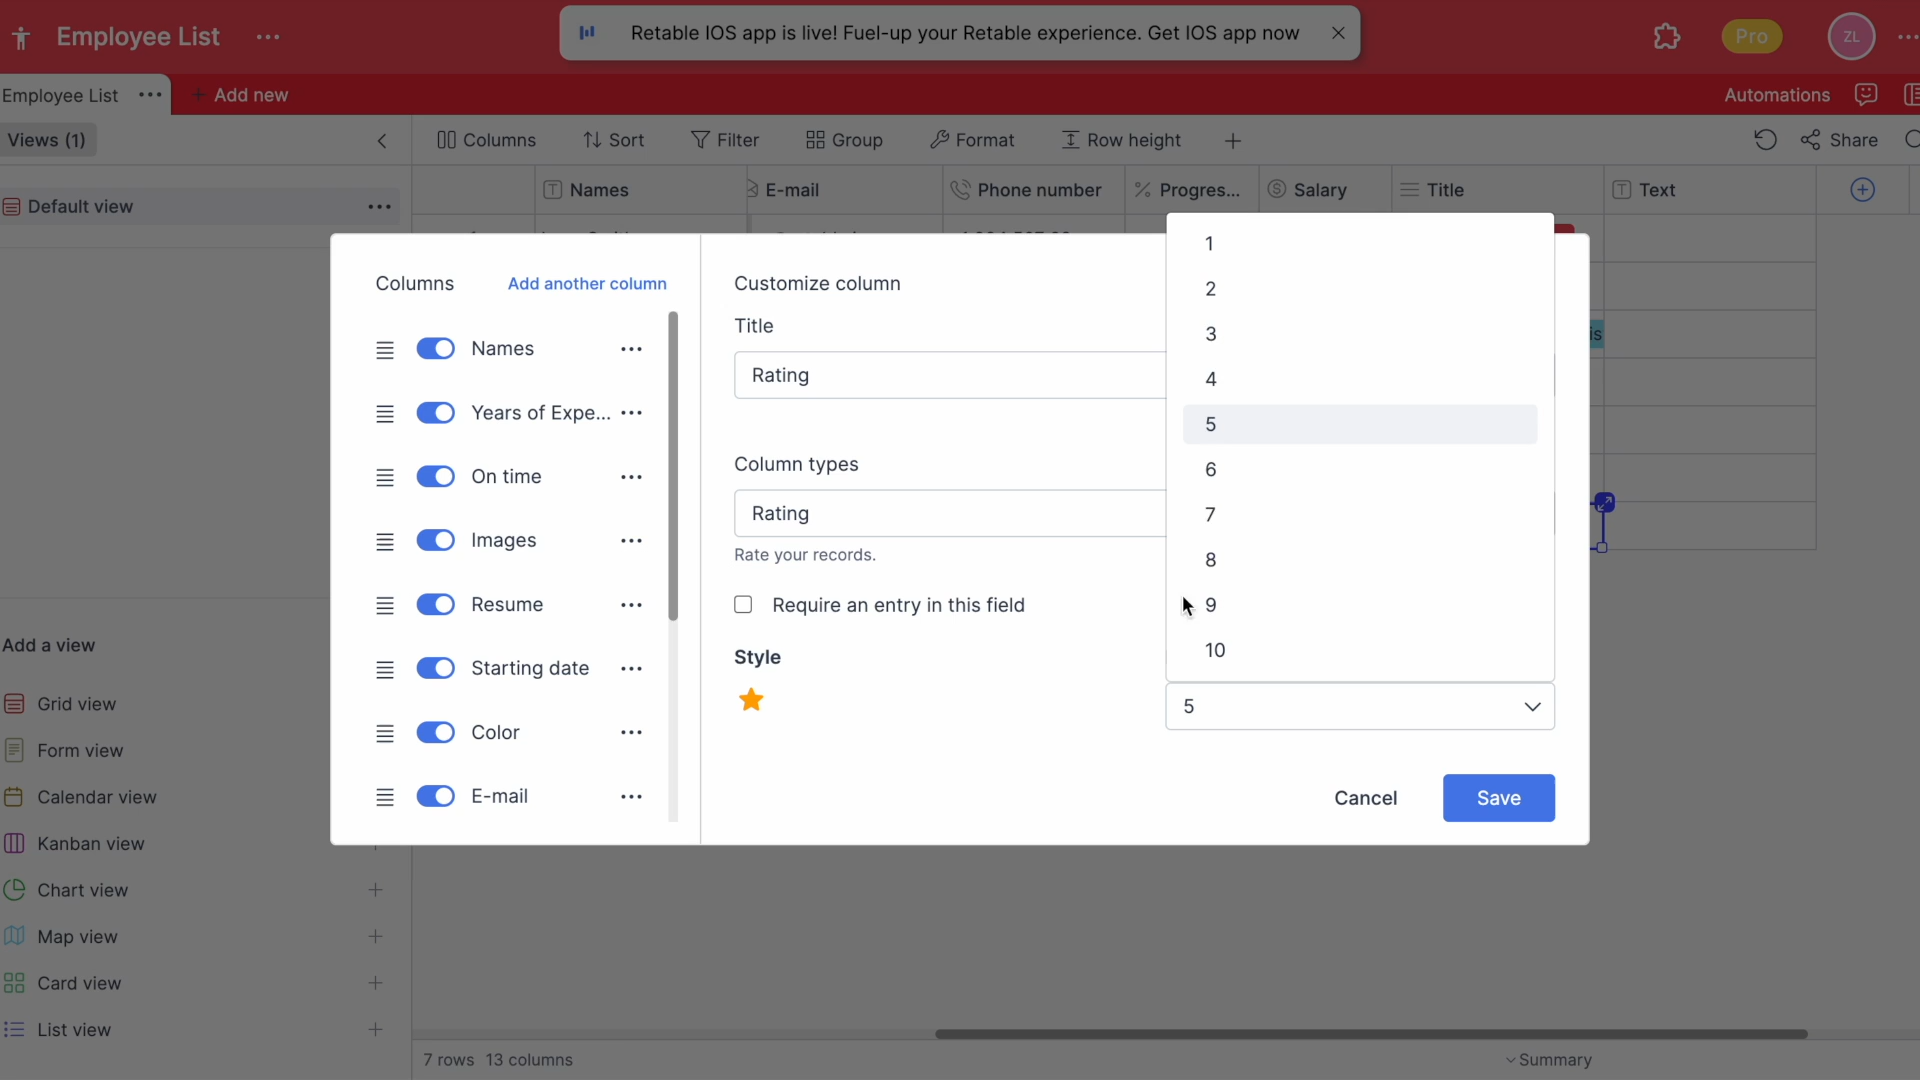 Employee List
Retable IOS app is live! Fuel-up your Retable experience. Get IOS app now
Pro
ZL
Employee List
+ Add new
Automations
Views (1)
Columns
Sort
Filter
Group
Format
Row height
Share
Default view
Names
E-mail
Phone number
Progres...
Salary
Title
Text
Columns
Add another column
Names
Years of Expe...
On time
Images
Resume
Starting date
Color
E-mail
Customize column
Title
Rating
Column types
Rating
Rate your records.
Require an entry in this field
Style
1
2
3
4
5
6
7
8
9
10
5
Cancel
Save
is
Add a view
Grid view
Form view
Calendar view
Kanban view
Chart view
Map view
Card view
List view
7 rows 13 columns
Summary